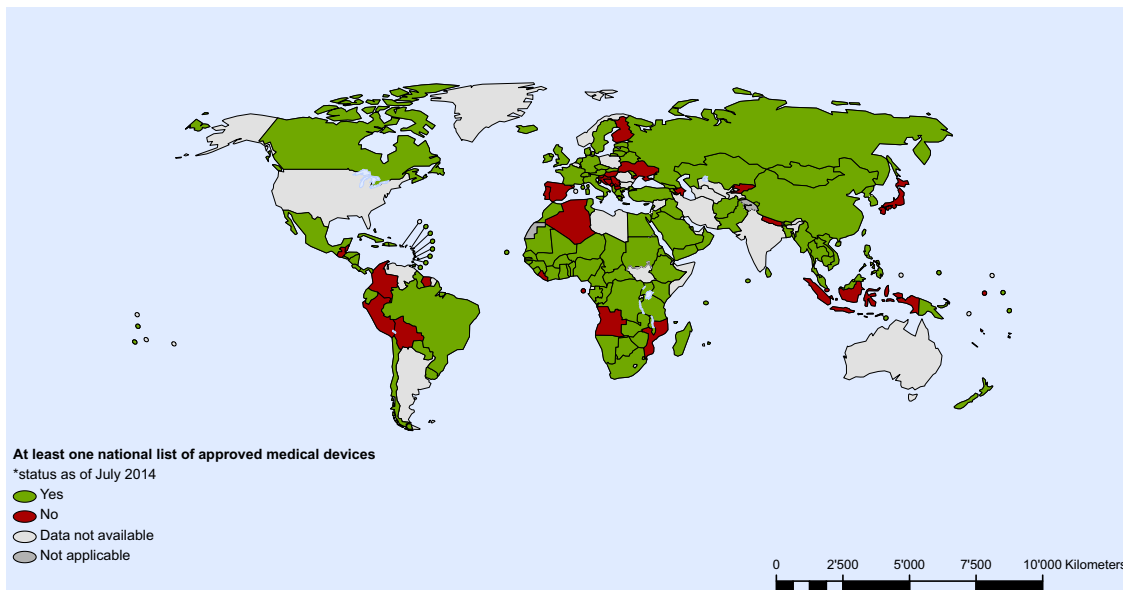 At least one national list of approved medical devices
*status as of July 2014
Yes
No
Data not available
Not applicable
0 2'500 5'000 7'500 10'000 Kilometers